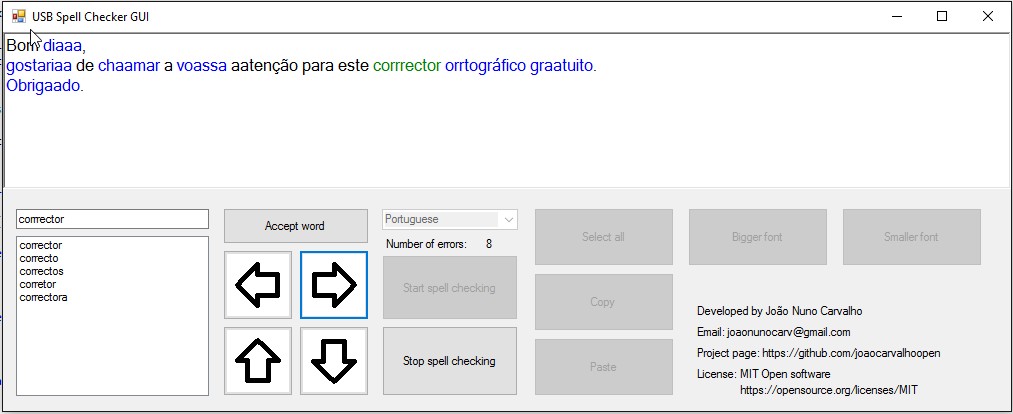 USB Spell Checker GUI
Bom diaaa,
gostariaa de chaamar a voassa aatenção para este corrrector orrtográfico graatuito.
Obrigaado.
corrrector
corrector
correcto
correctos
corretor
correctora
Accept word
Portuguese
Number of errors: 8
Start spell checking
Stop spell checking
Select all
Copy
Paste
Bigger font
Smaller font
Developed by João Nuno Carvalho
Email: joaonunocarv@gmail.com
Project page: https://github.com/joaocarvalhoopen
License: MIT Open software
https://opensource.org/licenses/MIT